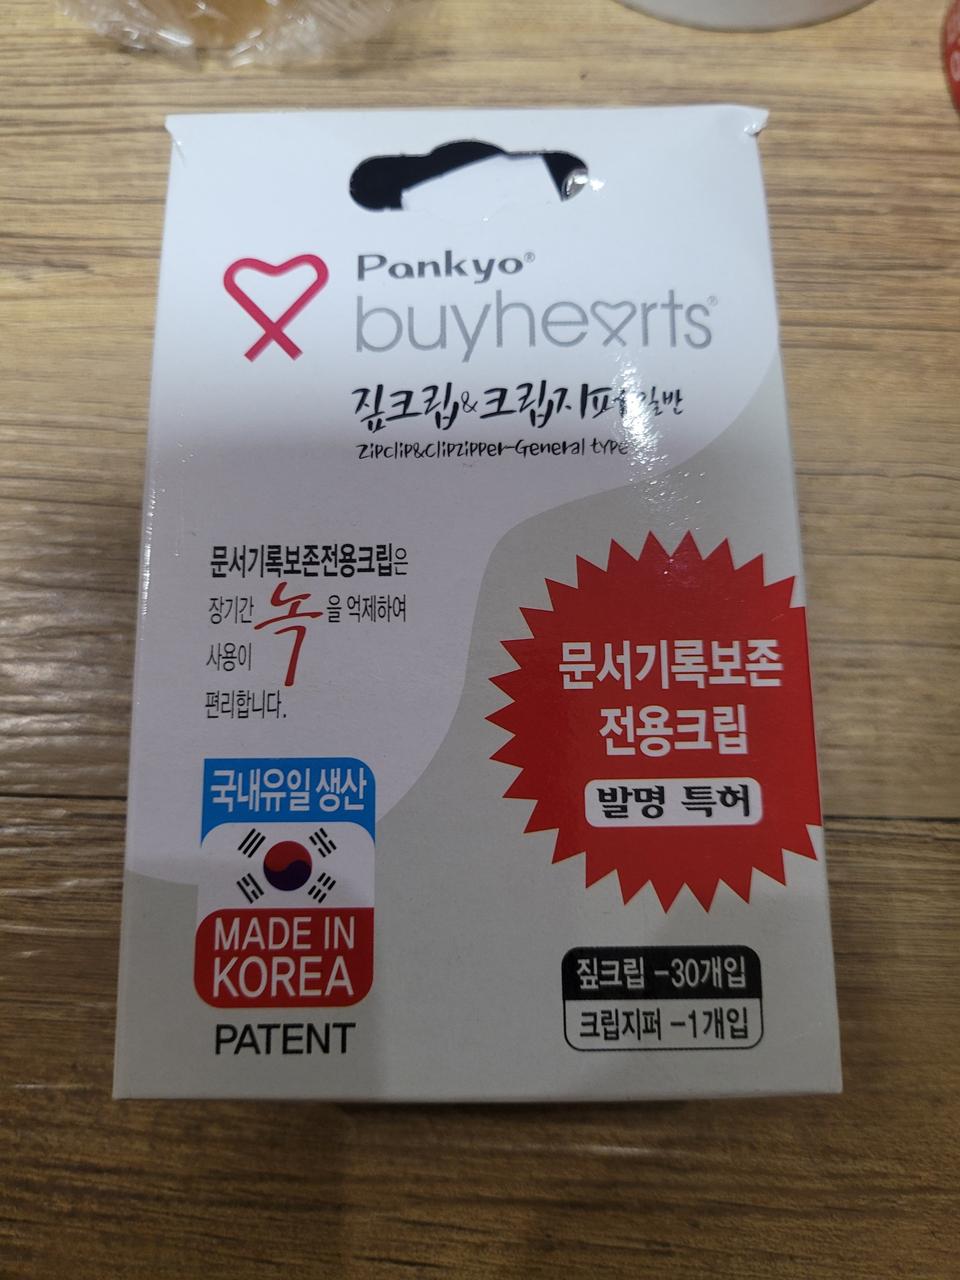 Pankyo®
buyhearts®
짚크립&크립지퍼-일반
Zipclip&Clipzipper-General type
문서기록보존전용크립은
장기간 녹을 억제하여
사용이
편리합니다.
문서기록보존
전용크립
발명 특허
국내유일 생산
MADE IN
KOREA
PATENT
짚크립 -30개입
크립지퍼 -1개입